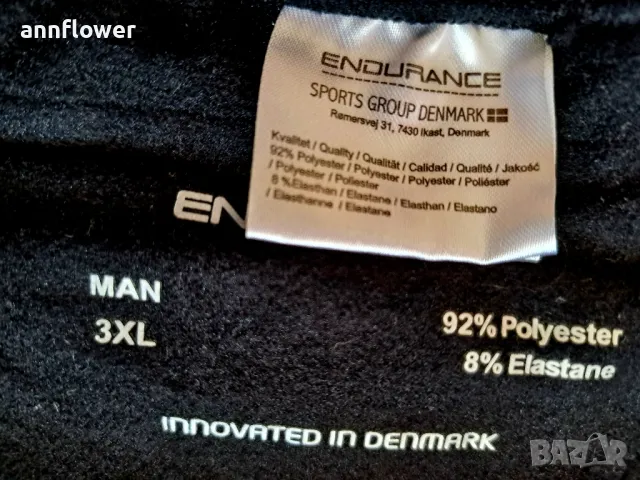 annflower
ENDURANCE
SPORTS GROUP DENMARK
Rømersvej 31, 7430 Ikast, Denmark
Kvalitet / Quality / Qualität / Calidad / Qualité / Jakość
92% Polyester / Polyester / Polyester / Poliéster
/ Polyester / Poliester
8 % Elasthan / Elastane / Elasthan / Elastano
/ Elasthanne / Elastane
EN
MAN
3XL
92% Polyester
8% Elastane
INNOVATED IN DENMARK
BAZAR